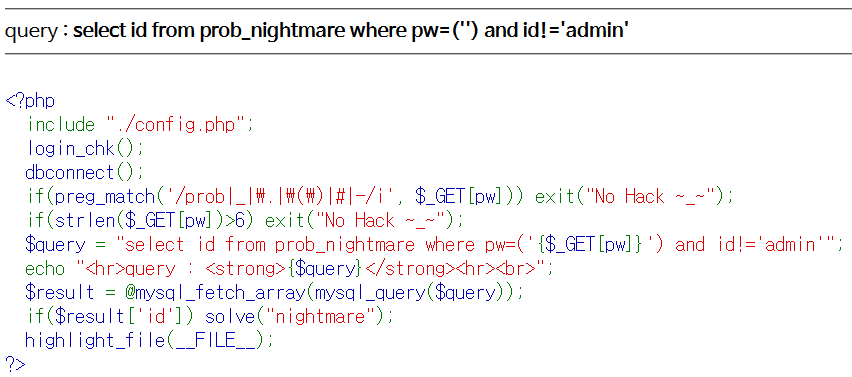 query : select id from prob_nightmare where pw=('') and id!='admin'
<?php
include "./config.php";
login_chk();
dbconnect();
if(preg_match('/prob|_|₩.|₩(₩)|#|-/i', $_GET[pw])) exit("No Hack ~_~");
if(strlen($_GET[pw])>6) exit("No Hack ~_~");
$query = "select id from prob_nightmare where pw=('{$_GET[pw]}') and id!='admin'";
echo "<hr>query : <strong>{$query}</strong><hr><br>";
$result = @mysql_fetch_array(mysql_query($query));
if($result['id']) solve("nightmare");
highlight_file(__FILE__);
?>